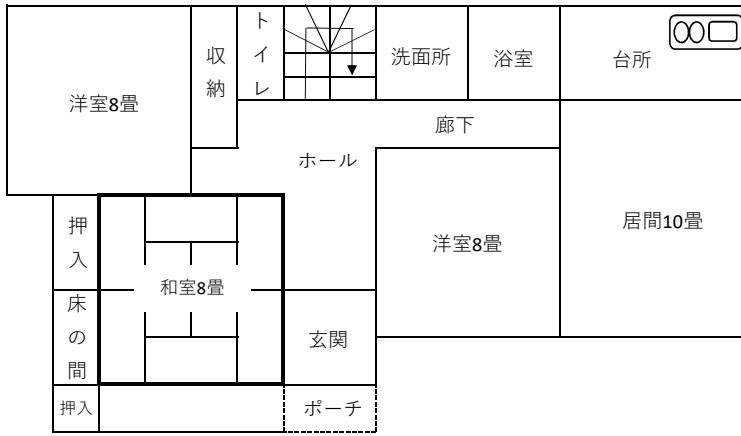 洋室8畳
収納
トイレ
洗面所
浴室
台所
廊下
ホール
押入
和室8畳
洋室8畳
居間10畳
床の間
玄関
押入
ポーチ